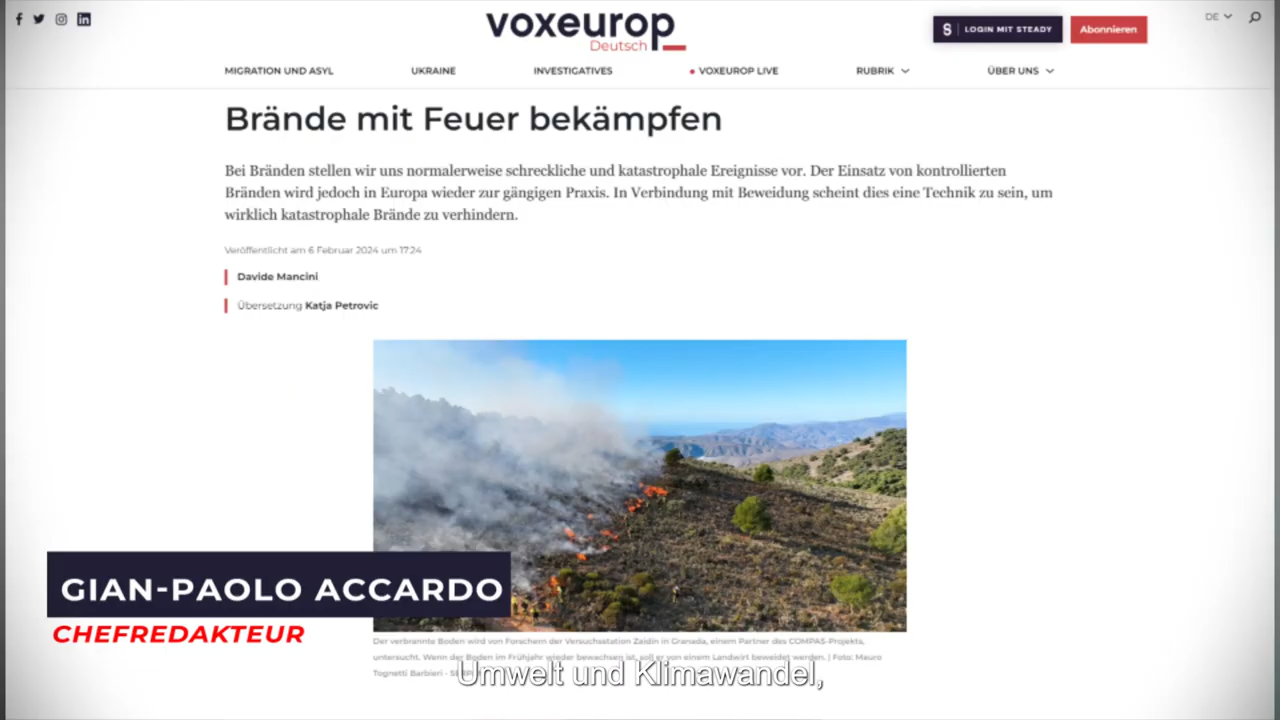 voxeurop
Deutsch
LOGIN MIT STEADY
Abonnieren
DE
MIGRATION UND ASYL
UKRAINE
INVESTIGATIVES
VOXEUROP LIVE
RUBRIK
ÜBER UNS
Brände mit Feuer bekämpfen
Bei Bränden stellen wir uns normalerweise schreckliche und katastrophale Ereignisse vor. Der Einsatz von kontrollierten
Bränden wird jedoch in Europa wieder zur gängigen Praxis. In Verbindung mit Beweidung scheint dies eine Technik zu sein, um
wirklich katastrophale Brände zu verhindern.
Veröffentlicht am 6 Februar 2024 um 17:24
Davide Mancini
Übersetzung Katja Petrovic
GIAN-PAOLO ACCARDO
CHEFREDAKTEUR
Der verbrannte Boden wird von Forschern der Versuchsstation Zaidín in Granada, einem Partner des COMPAS-Projekts,
untersucht. Wenn der Boden im Frühjahr wieder bewachsen ist, soll er von einem Landwirt beweidet werden. | Foto: Mauro
Tognetti Barbieri -
Umwelt und Klimawandel,